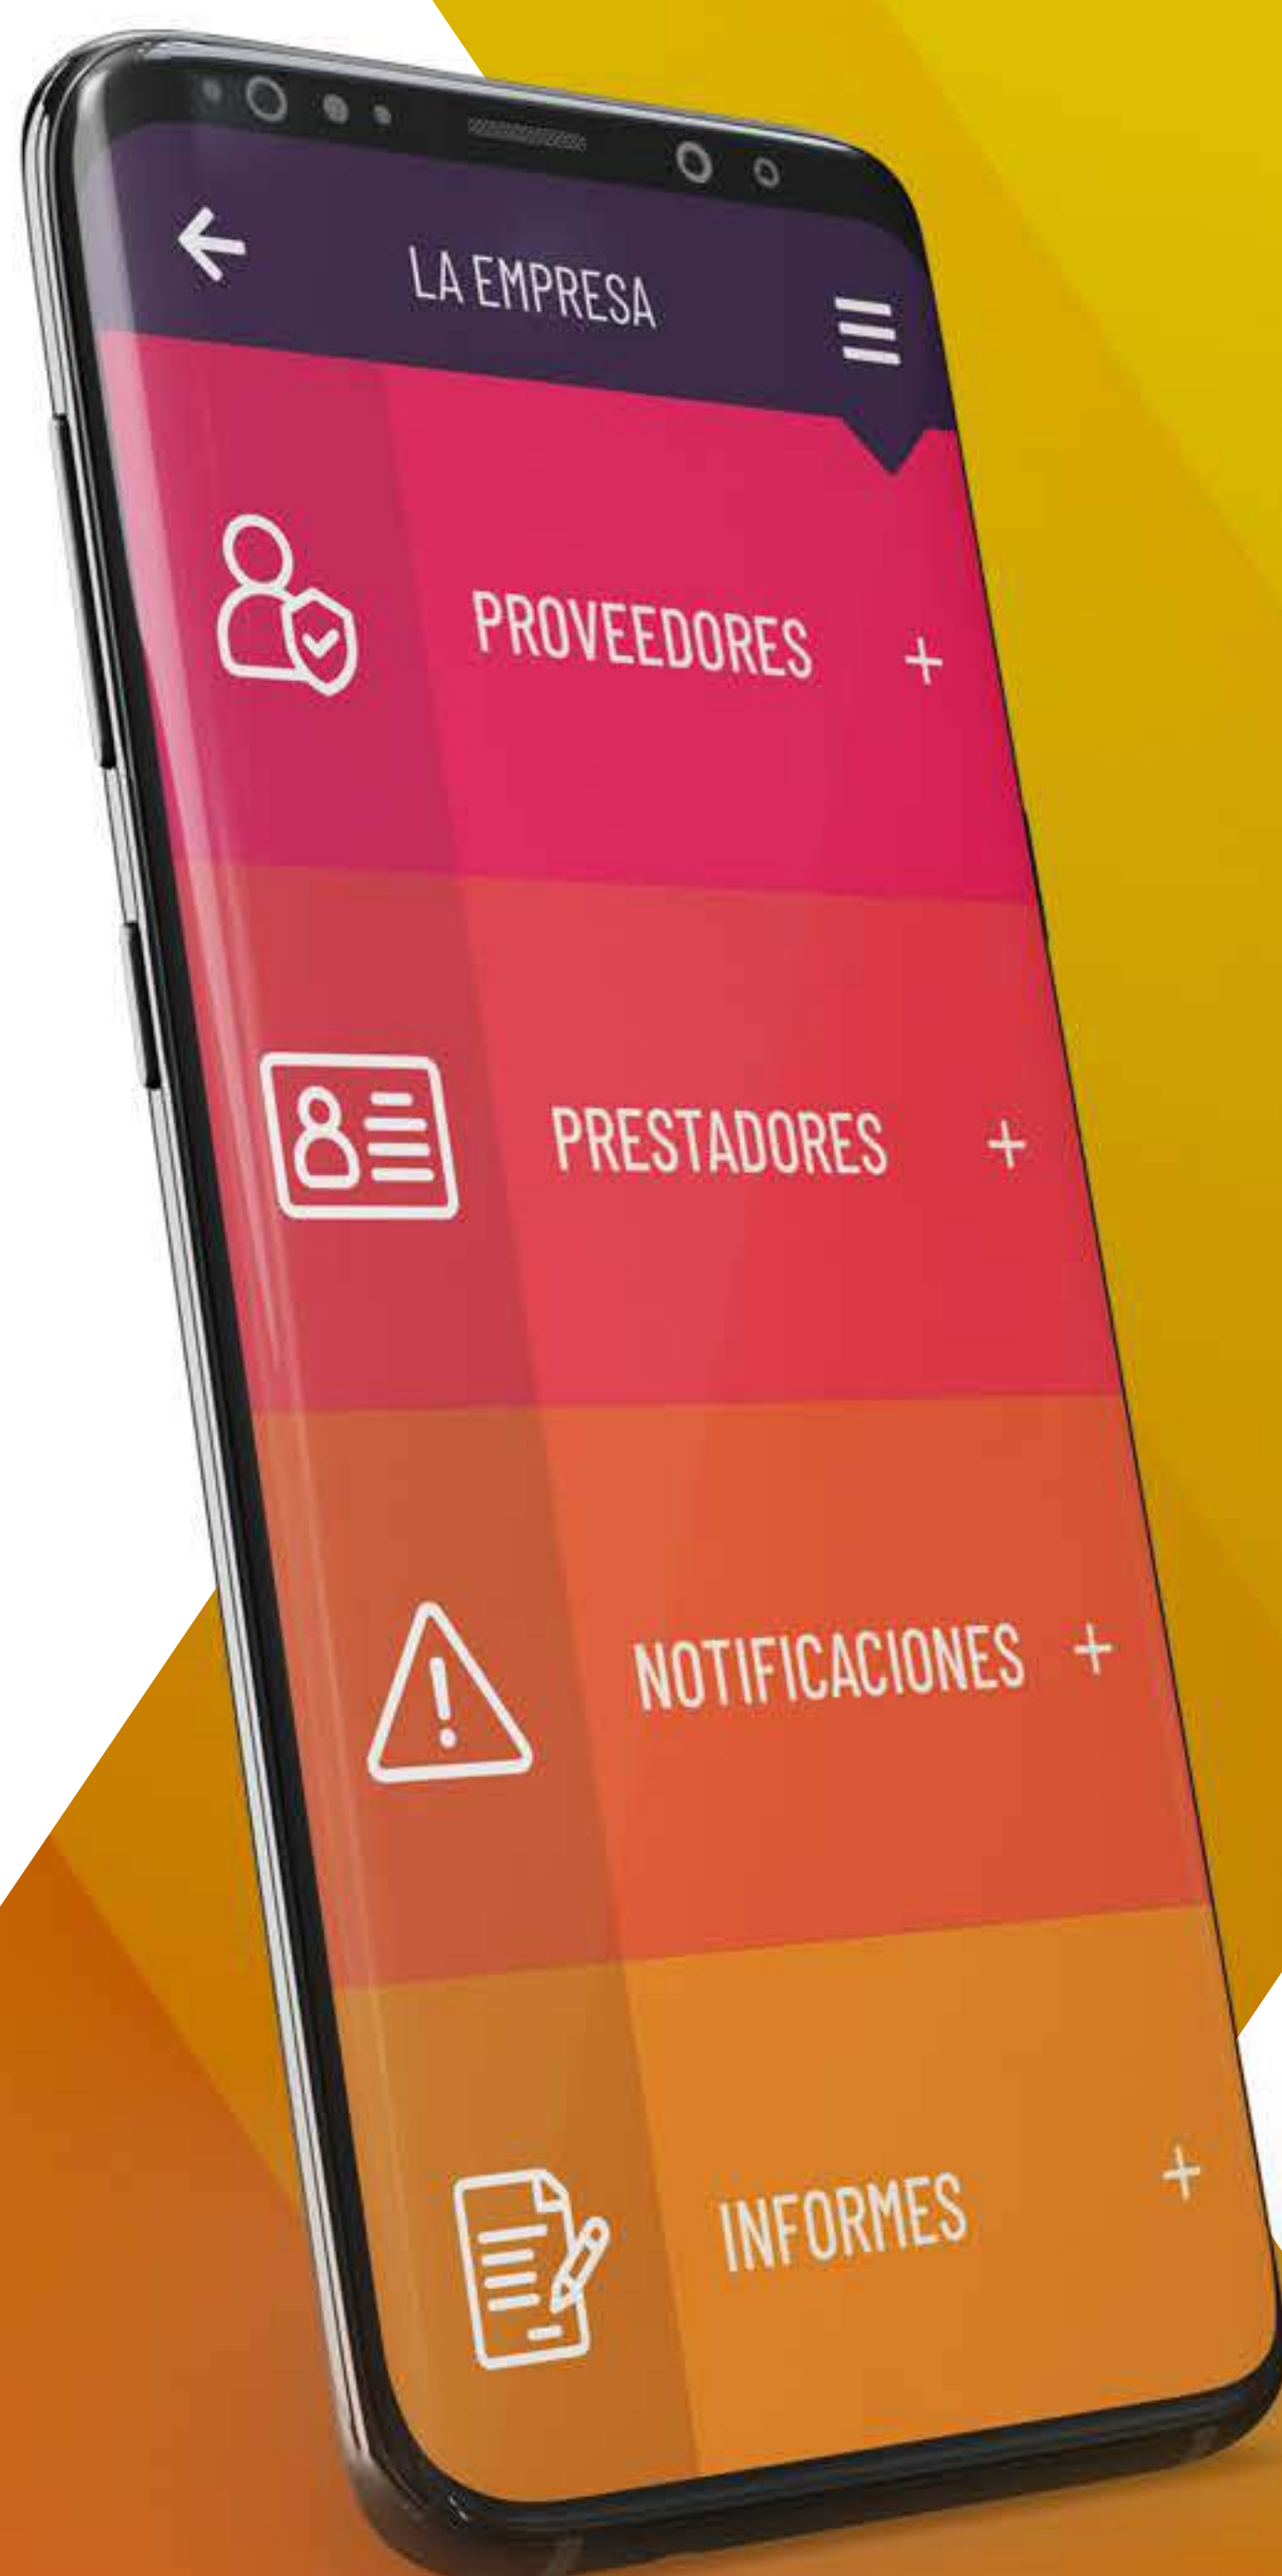 LA EMPRESA
PROVEEDORES +
PRESTADORES +
NOTIFICACIONES +
INFORMES +